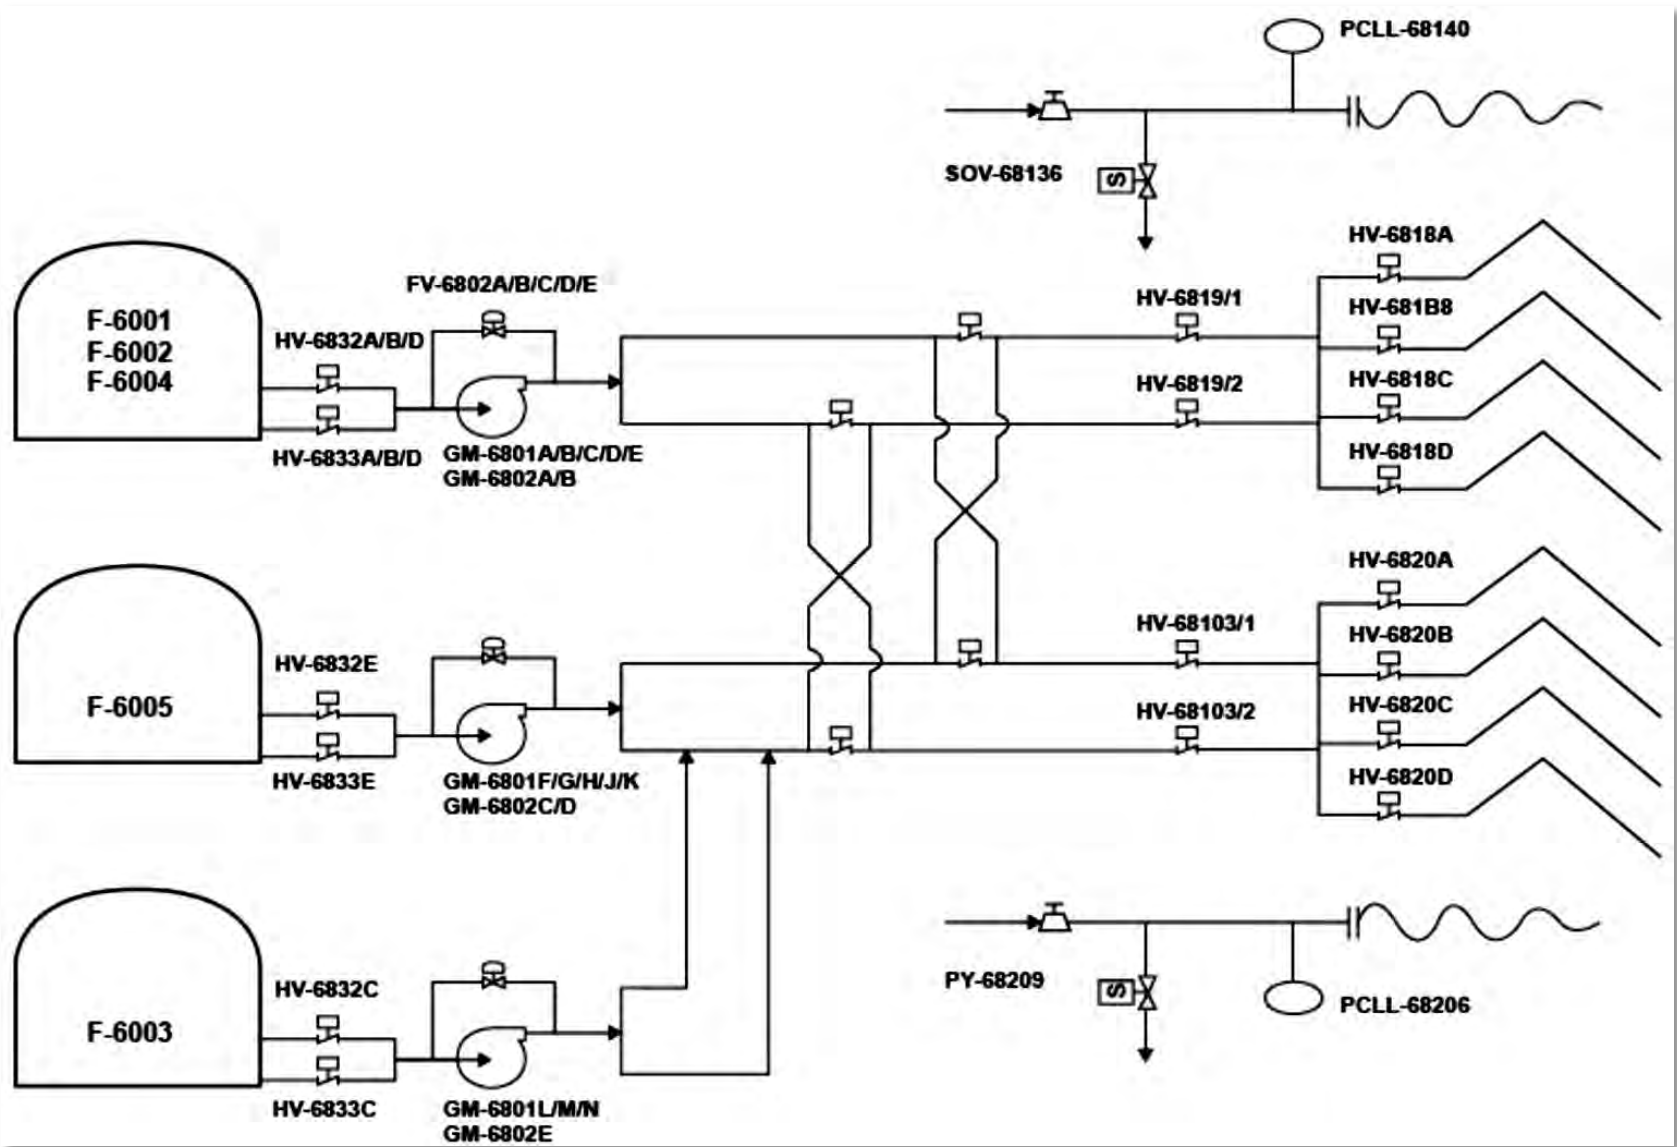 PCLL-68140
SOV-68136
S
HV-6818A
FV-6802A/B/C/D/E
HV-6819/1
HV-681B8
F-6001
F-6002
F-6004
HV-6832A/B/D
HV-6819/2
HV-6818C
HV-6833A/B/D
GM-6801A/B/C/D/E
GM-6802A/B
HV-6818D
HV-6820A
HV-68103/1
HV-6820B
HV-6832E
F-6005
HV-68103/2
HV-6820C
HV-6833E
GM-6801F/G/H/J/K
GM-6802C/D
HV-6820D
HV-6832C
PY-68209
S
PCLL-68206
F-6003
HV-6833C
GM-6801L/M/N
GM-6802E